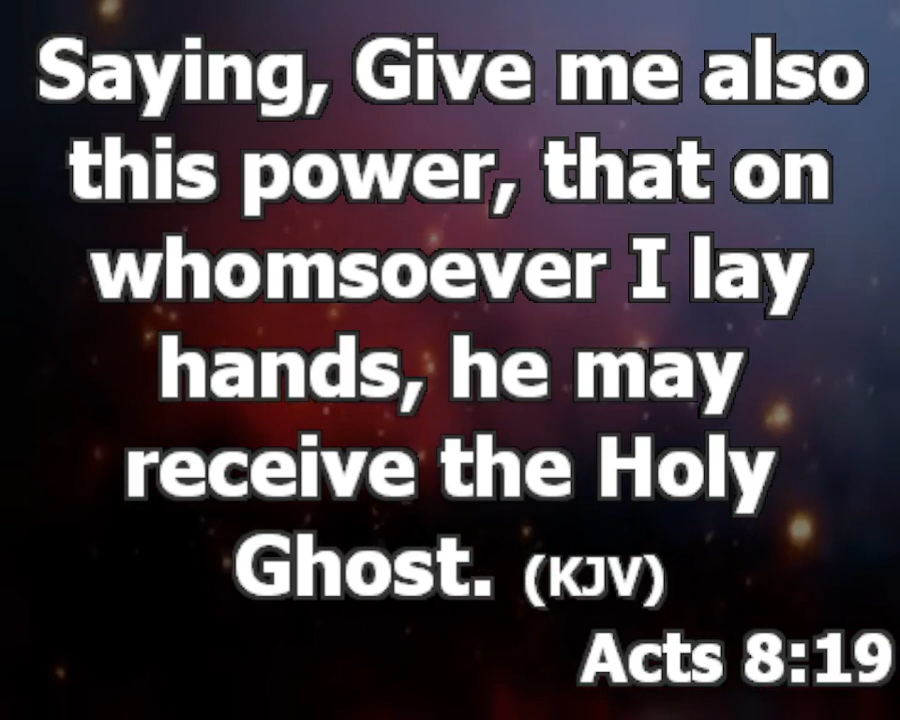 Saying, Give me also
this power, that on
whomsoever I lay
hands, he may
receive the Holy
Ghost. (KJV)
Acts 8:19